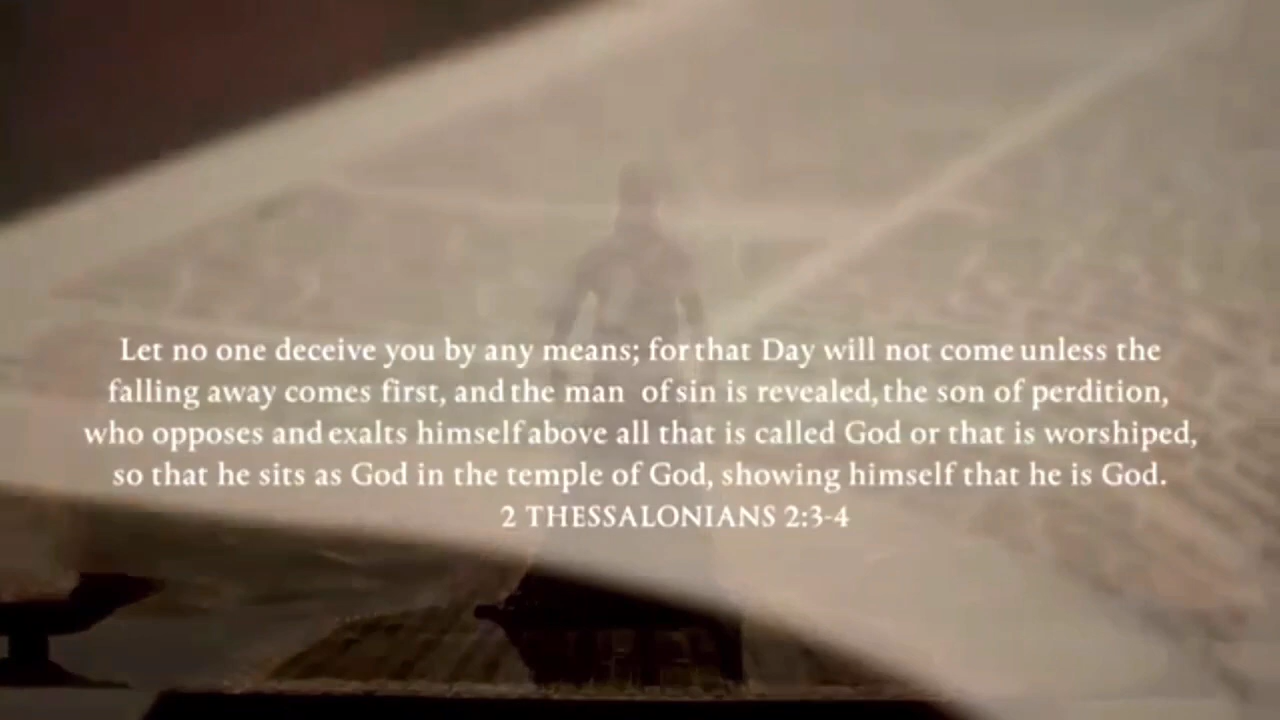 Let no one deceive you by any means; for that Day will not come unless the
falling away comes first, and the man of sin is revealed, the son of perdition,
who opposes and exalts himself above all that is called God or that is worshiped,
so that he sits as God in the temple of God, showing himself that he is God.
2 THESSALONIANS 2:3-4